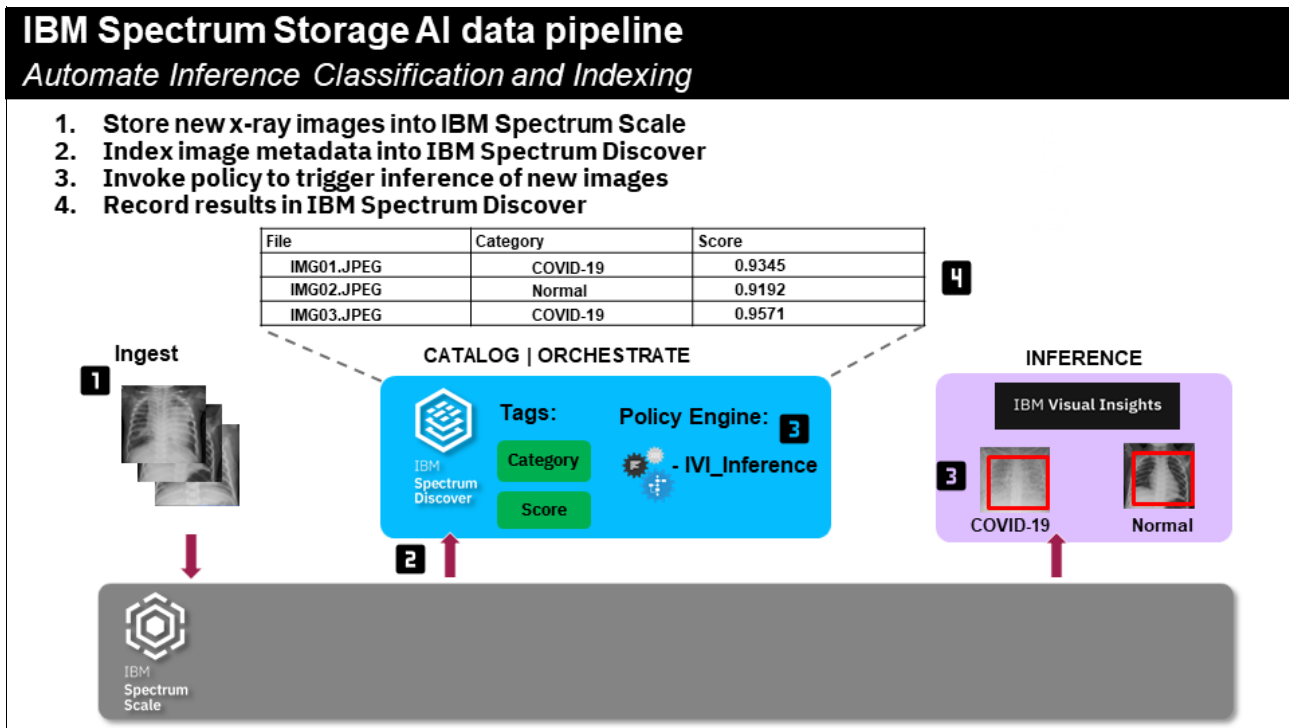 IBM Spectrum Storage AI data pipeline
Automate Inference Classification and Indexing
1. Store new x-ray images into IBM Spectrum Scale
2. Index image metadata into IBM Spectrum Discover
3. Invoke policy to trigger inference of new images
4. Record results in IBM Spectrum Discover
File Category Score
IMG01.JPEG COVID-19 0.9345
IMG02.JPEG Normal 0.9192
IMG03.JPEG COVID-19 0.9571
4
Ingest
1
CATALOG | ORCHESTRATE
IBM
Spectrum
Discover
Tags:
Category
Score
Policy Engine:
3
- IVI_Inference
2
INFERENCE
IBM Visual Insights
3
COVID-19
Normal
IBM
Spectrum
Scale